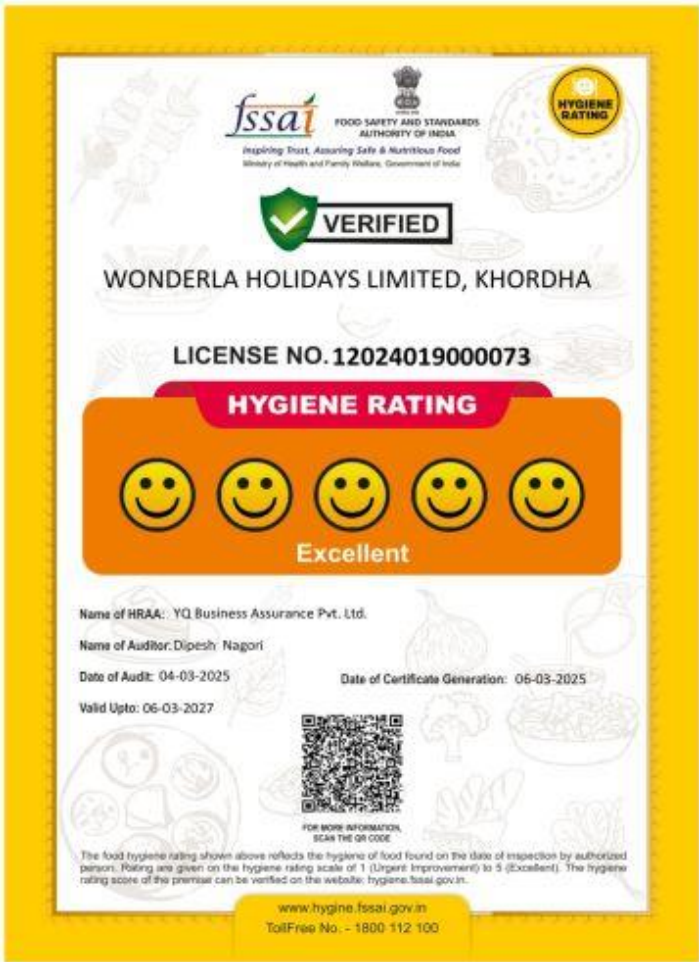 fssai
FOOD SAFETY AND STANDARDS
AUTHORITY OF INDIA
Inspiring Trust, Assuring Safe & Nutritious Food
Ministry of Health and Family Welfare, Government of India
HYGIENE
RATING
VERIFIED
WONDERLA HOLIDAYS LIMITED, KHORDHA
LICENSE NO. 12024019000073
HYGIENE RATING
Excellent
Name of HRAA: YQ Business Assurance Pvt. Ltd.
Name of Auditor: Dipesh Nagori
Date of Audit: 04-03-2025 Date of Certificate Generation: 06-03-2025
Valid Upto: 06-03-2027
FOR MORE INFORMATION,
SCAN THE QR CODE
The food hygiene rating shown above reflects the hygiene of food found on the date of inspection by authorized
person. Rating are given on the hygiene rating scale of 1 (Urgent Improvement) to 5 (Excellent). The hygiene
rating score of the premise can be verified on the website: hygiene.fssai.gov.in.
www.hygine.fssai.gov.in
TollFree No. - 1800 112 100